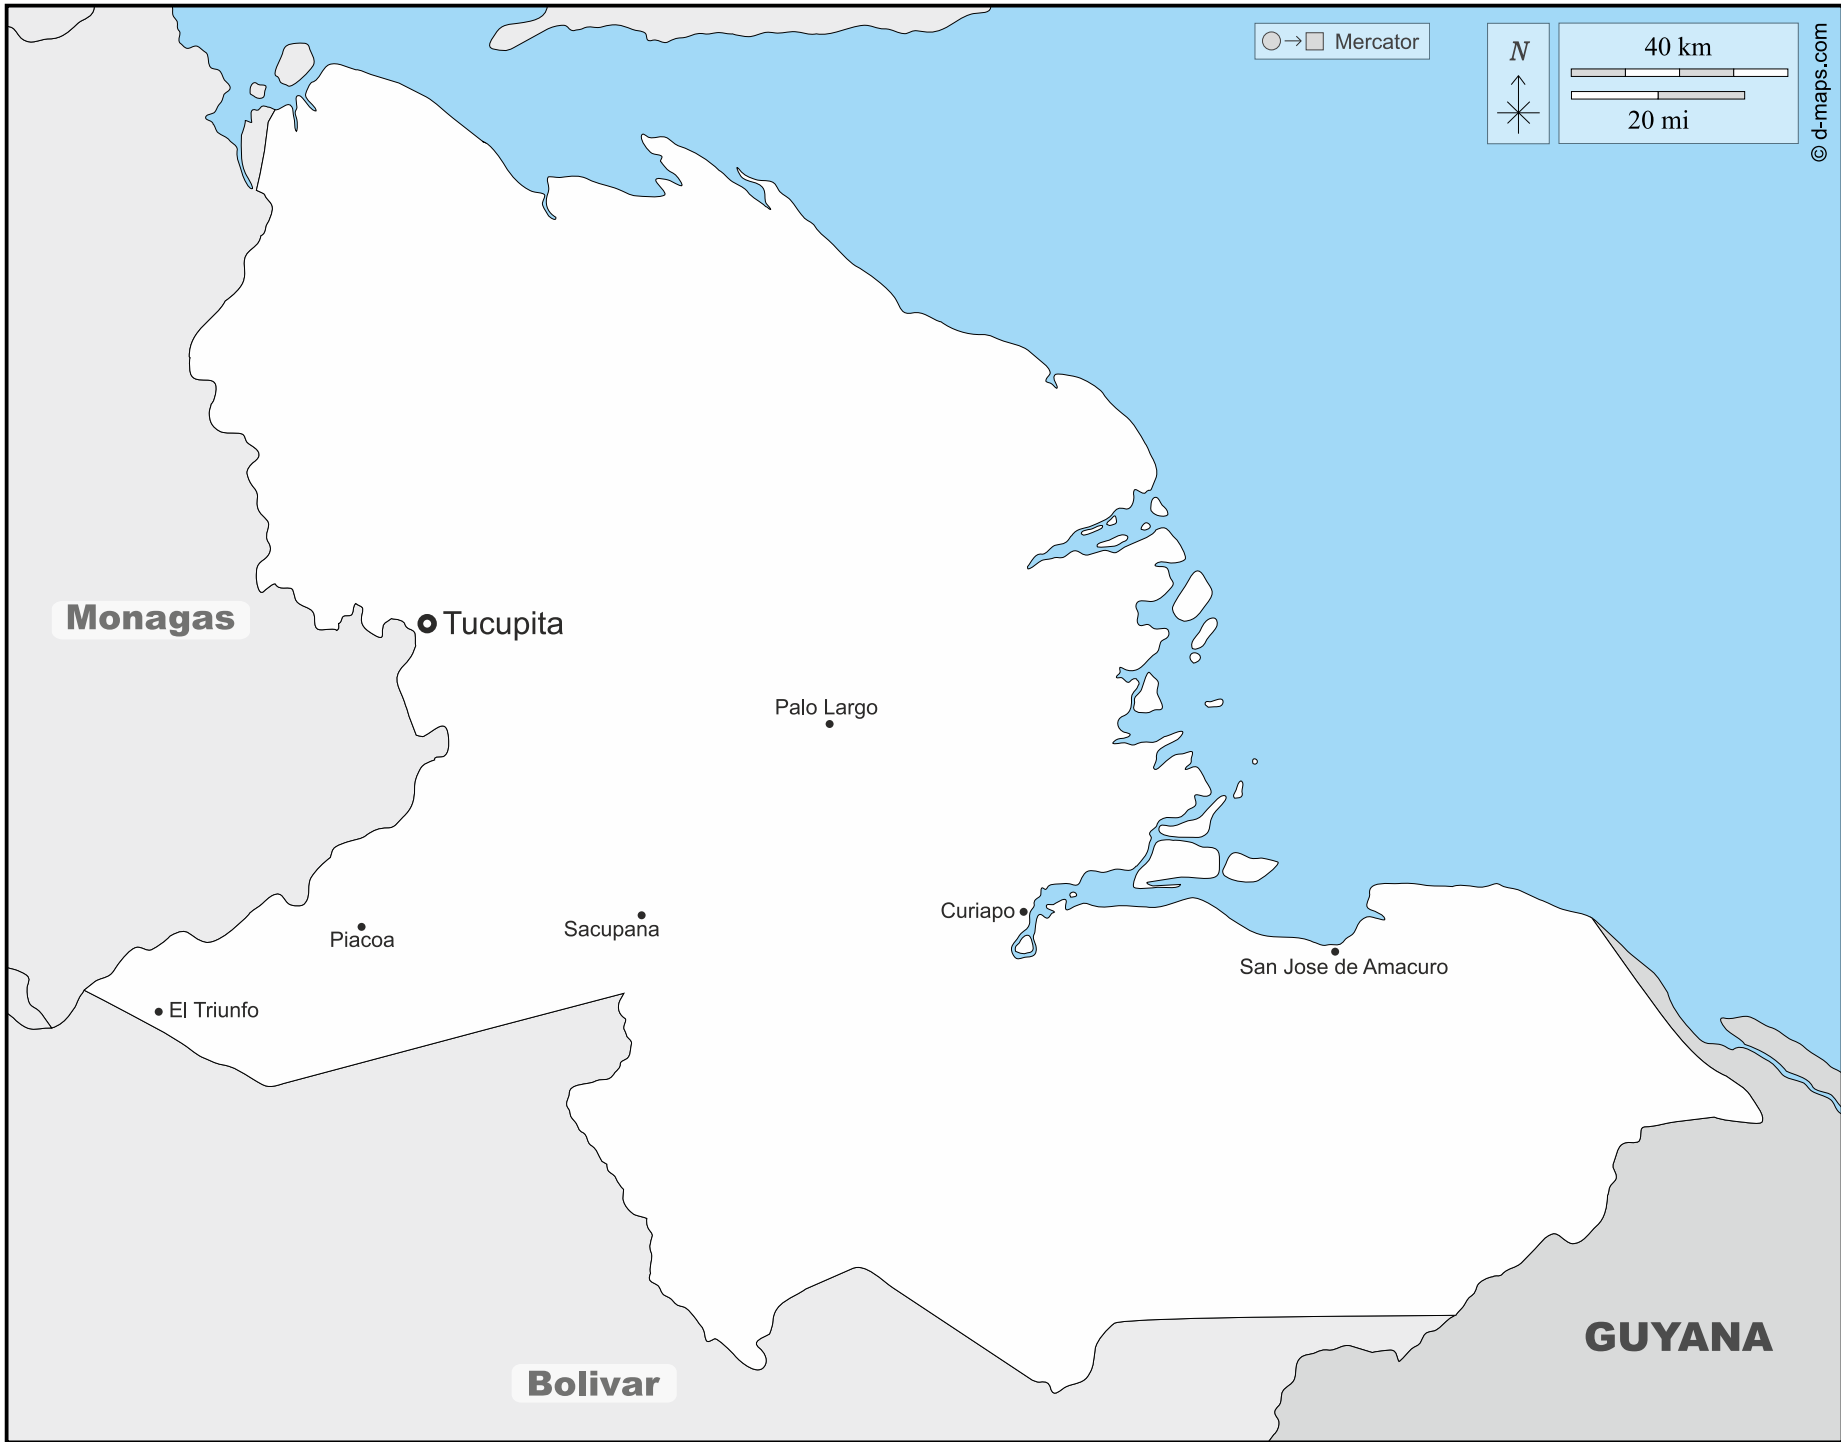 Mercator
N
40 km
20 mi
© d-maps.com
Monagas
Tucupita
Palo Largo
Curiapo
Sacupana
Piacoa
San Jose de Amacuro
El Triunfo
GUYANA
Bolivar